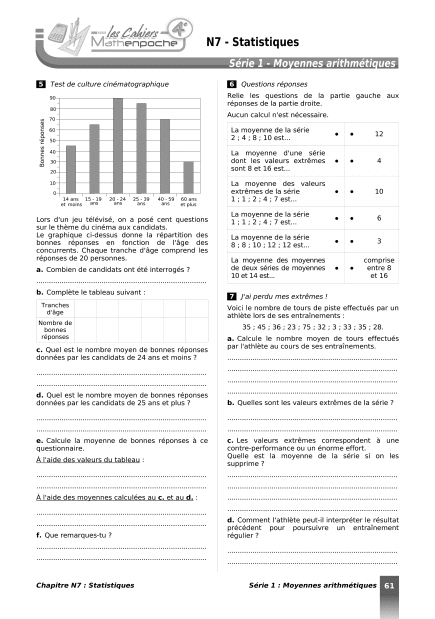 les Cahiers
Mathenpoche
4e
N7 - Statistiques
Série 1 - Moyennes arithmétiques
5 Test de culture cinématographique
Bonnes réponses
90
80
70
60
50
40
30
20
10
0
14 ans et moins
15 - 19 ans
20 - 24 ans
25 - 39 ans
40 - 59 ans
60 ans et plus
Lors d'un jeu télévisé, on a posé cent questions
sur le thème du cinéma aux candidats.
Le graphique ci-dessus donne la répartition des
bonnes réponses en fonction de l'âge des
concurrents. Chaque tranche d'âge comprend les
réponses de 20 personnes.
a. Combien de candidats ont été interrogés ?
b. Complète le tableau suivant :
Tranches
d'âge
Nombre de
bonnes
réponses
c. Quel est le nombre moyen de bonnes réponses
données par les candidats de 24 ans et moins ?
d. Quel est le nombre moyen de bonnes réponses
données par les candidats de 25 ans et plus ?
e. Calcule la moyenne de bonnes réponses à ce
questionnaire.
À l'aide des valeurs du tableau :
À l'aide des moyennes calculées au c. et au d. :
f. Que remarques-tu ?
6 Questions réponses
Relie les questions de la partie gauche aux
réponses de la partie droite.
Aucun calcul n'est nécessaire.
La moyenne de la série
2 ; 4 ; 8 ; 10 est...
• • 12
La moyenne d'une série
dont les valeurs extrêmes
sont 8 et 16 est...
• • 4
La moyenne des valeurs
extrêmes de la série
1 ; 1 ; 2 ; 4 ; 7 est...
• • 10
La moyenne de la série
1 ; 1 ; 2 ; 4 ; 7 est...
• • 6
La moyenne de la série
8 ; 8 ; 10 ; 12 ; 12 est...
• • 3
La moyenne des moyennes
de deux séries de moyennes
10 et 14 est...
• • comprise
entre 8
et 16
7 J'ai perdu mes extrêmes !
Voici le nombre de tours de piste effectués par un
athlète lors de ses entraînements :
35 ; 45 ; 36 ; 23 ; 75 ; 32 ; 3 ; 33 ; 35 ; 28.
a. Calcule le nombre moyen de tours effectués
par l'athlète au cours de ses entraînements.
b. Quelles sont les valeurs extrêmes de la série ?
c. Les valeurs extrêmes correspondent à une
contre-performance ou un énorme effort.
Quelle est la moyenne de la série si on les
supprime ?
d. Comment l'athlète peut-il interpréter le résultat
précédent pour poursuivre un entraînement
régulier ?
Chapitre N7 : Statistiques
Série 1 : Moyennes arithmétiques 61